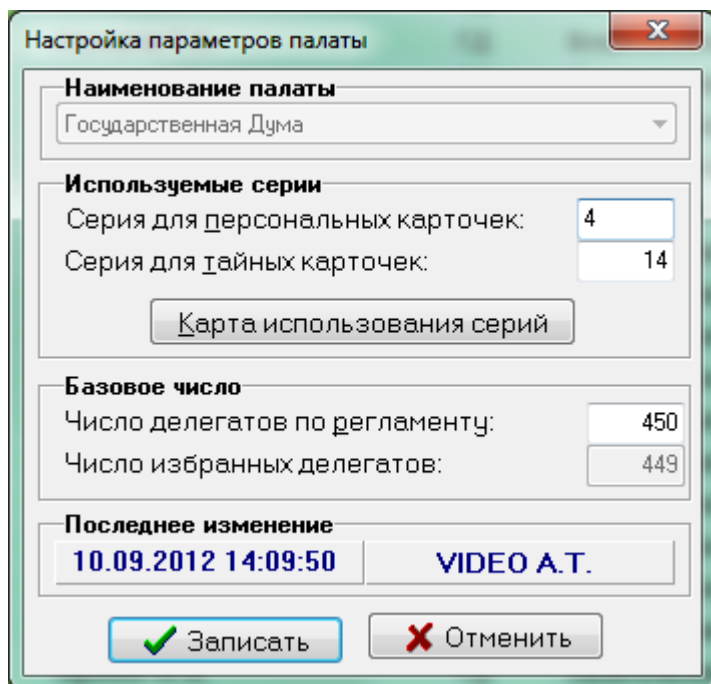 Настройка параметров палаты
Наименование палаты
Государственная Дума
Используемые серии
Серия для персональных карточек: 4
Серия для тайных карточек: 14
Карта использования серий
Базовое число
Число делегатов по регламенту: 450
Число избранных делегатов: 449
Последнее изменение
10.09.2012 14:09:50 VIDEO A.T.
Записать Отменить